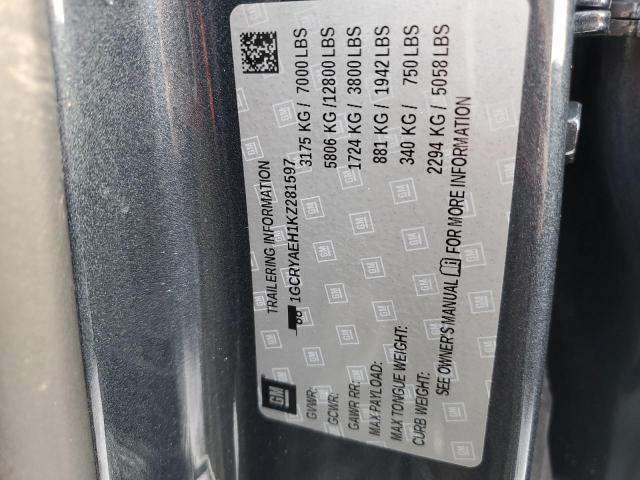 GM
TRAILERING INFORMATION
1GCRYAEH1KZ281597
GVWR: 3175 KG / 7000 LBS
GCWR: 5806 KG /12800 LBS
GAWR RR: 1724 KG / 3800 LBS
MAX PAYLOAD: 881 KG / 1942 LBS
MAX TONGUE WEIGHT: 340 KG / 750 LBS
CURB WEIGHT: 2294 KG / 5058 LBS
SEE OWNER'S MANUAL FOR MORE INFORMATION